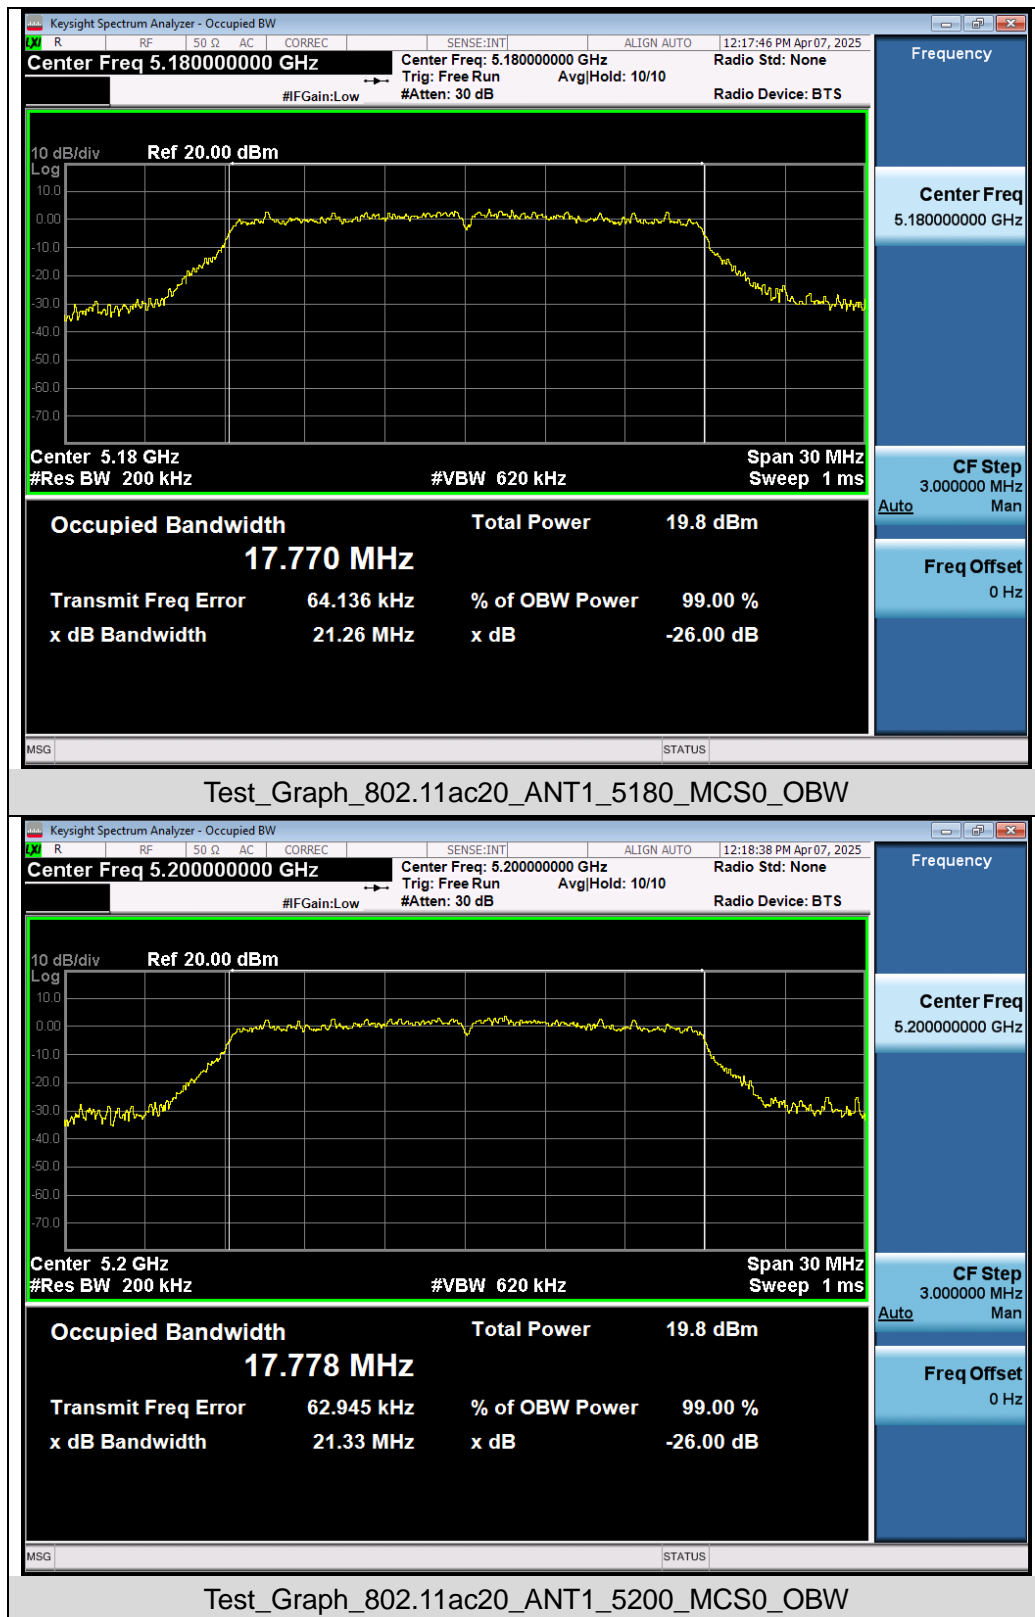 Keysight Spectrum Analyzer - Occupied BW
LXI R RF 50 Ω AC CORREC SENSE:INT ALIGN AUTO 12:17:46 PM Apr 07, 2025
Center Freq 5.180000000 GHz
Center Freq: 5.180000000 GHz
Radio Std: None
Trig: Free Run Avg|Hold: 10/10
#IFGain:Low
#Atten: 30 dB
Radio Device: BTS
10 dB/div Ref 20.00 dBm
Log
10.0
0.00
-10.0
-20.0
-30.0
-40.0
-50.0
-60.0
-70.0
Center 5.18 GHz Span 30 MHz
#Res BW 200 kHz #VBW 620 kHz Sweep 1 ms
Occupied Bandwidth Total Power 19.8 dBm
17.770 MHz
Transmit Freq Error 64.136 kHz % of OBW Power 99.00 %
x dB Bandwidth 21.26 MHz x dB -26.00 dB
MSG STATUS
Frequency
Center Freq
5.180000000 GHz
CF Step
3.000000 MHz
Auto Man
Freq Offset
0 Hz
Test_Graph_802.11ac20_ANT1_5180_MCS0_OBW
Keysight Spectrum Analyzer - Occupied BW
LXI R RF 50 Ω AC CORREC SENSE:INT ALIGN AUTO 12:18:38 PM Apr 07, 2025
Center Freq 5.200000000 GHz
Center Freq: 5.200000000 GHz
Radio Std: None
Trig: Free Run Avg|Hold: 10/10
#IFGain:Low
#Atten: 30 dB
Radio Device: BTS
10 dB/div Ref 20.00 dBm
Log
10.0
0.00
-10.0
-20.0
-30.0
-40.0
-50.0
-60.0
-70.0
Center 5.2 GHz Span 30 MHz
#Res BW 200 kHz #VBW 620 kHz Sweep 1 ms
Occupied Bandwidth Total Power 19.8 dBm
17.778 MHz
Transmit Freq Error 62.945 kHz % of OBW Power 99.00 %
x dB Bandwidth 21.33 MHz x dB -26.00 dB
MSG STATUS
Frequency
Center Freq
5.200000000 GHz
CF Step
3.000000 MHz
Auto Man
Freq Offset
0 Hz
Test_Graph_802.11ac20_ANT1_5200_MCS0_OBW